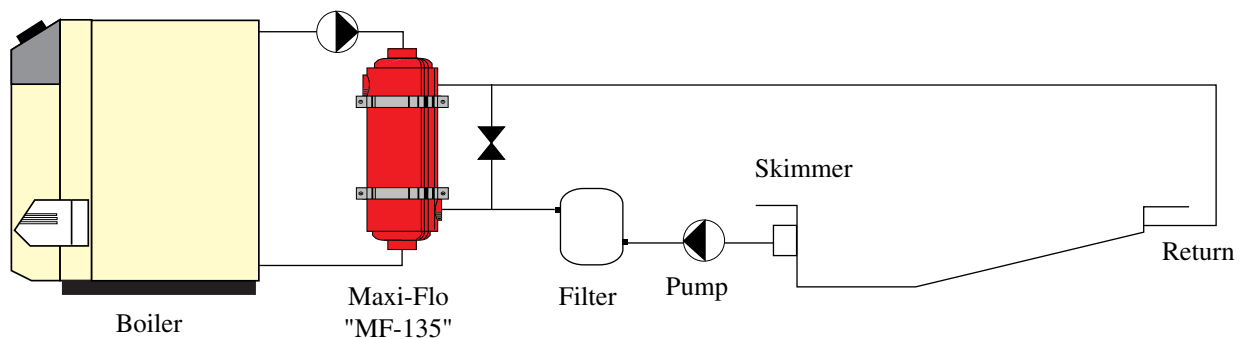 Skimmer
Return
Pump
Filter
Maxi-Flo
"MF-135"
Boiler